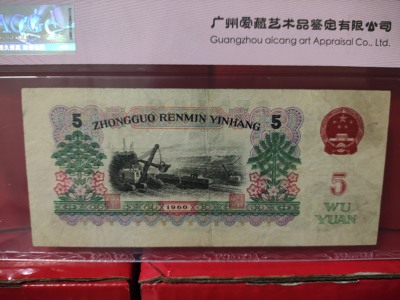 广州爱藏艺术品鉴定有限公司
Guangzhou aicang art Appraisal Co., Ltd.
5 5
ZHONGGUO RENMIN YINHANG
5
WU
YUAN
1960